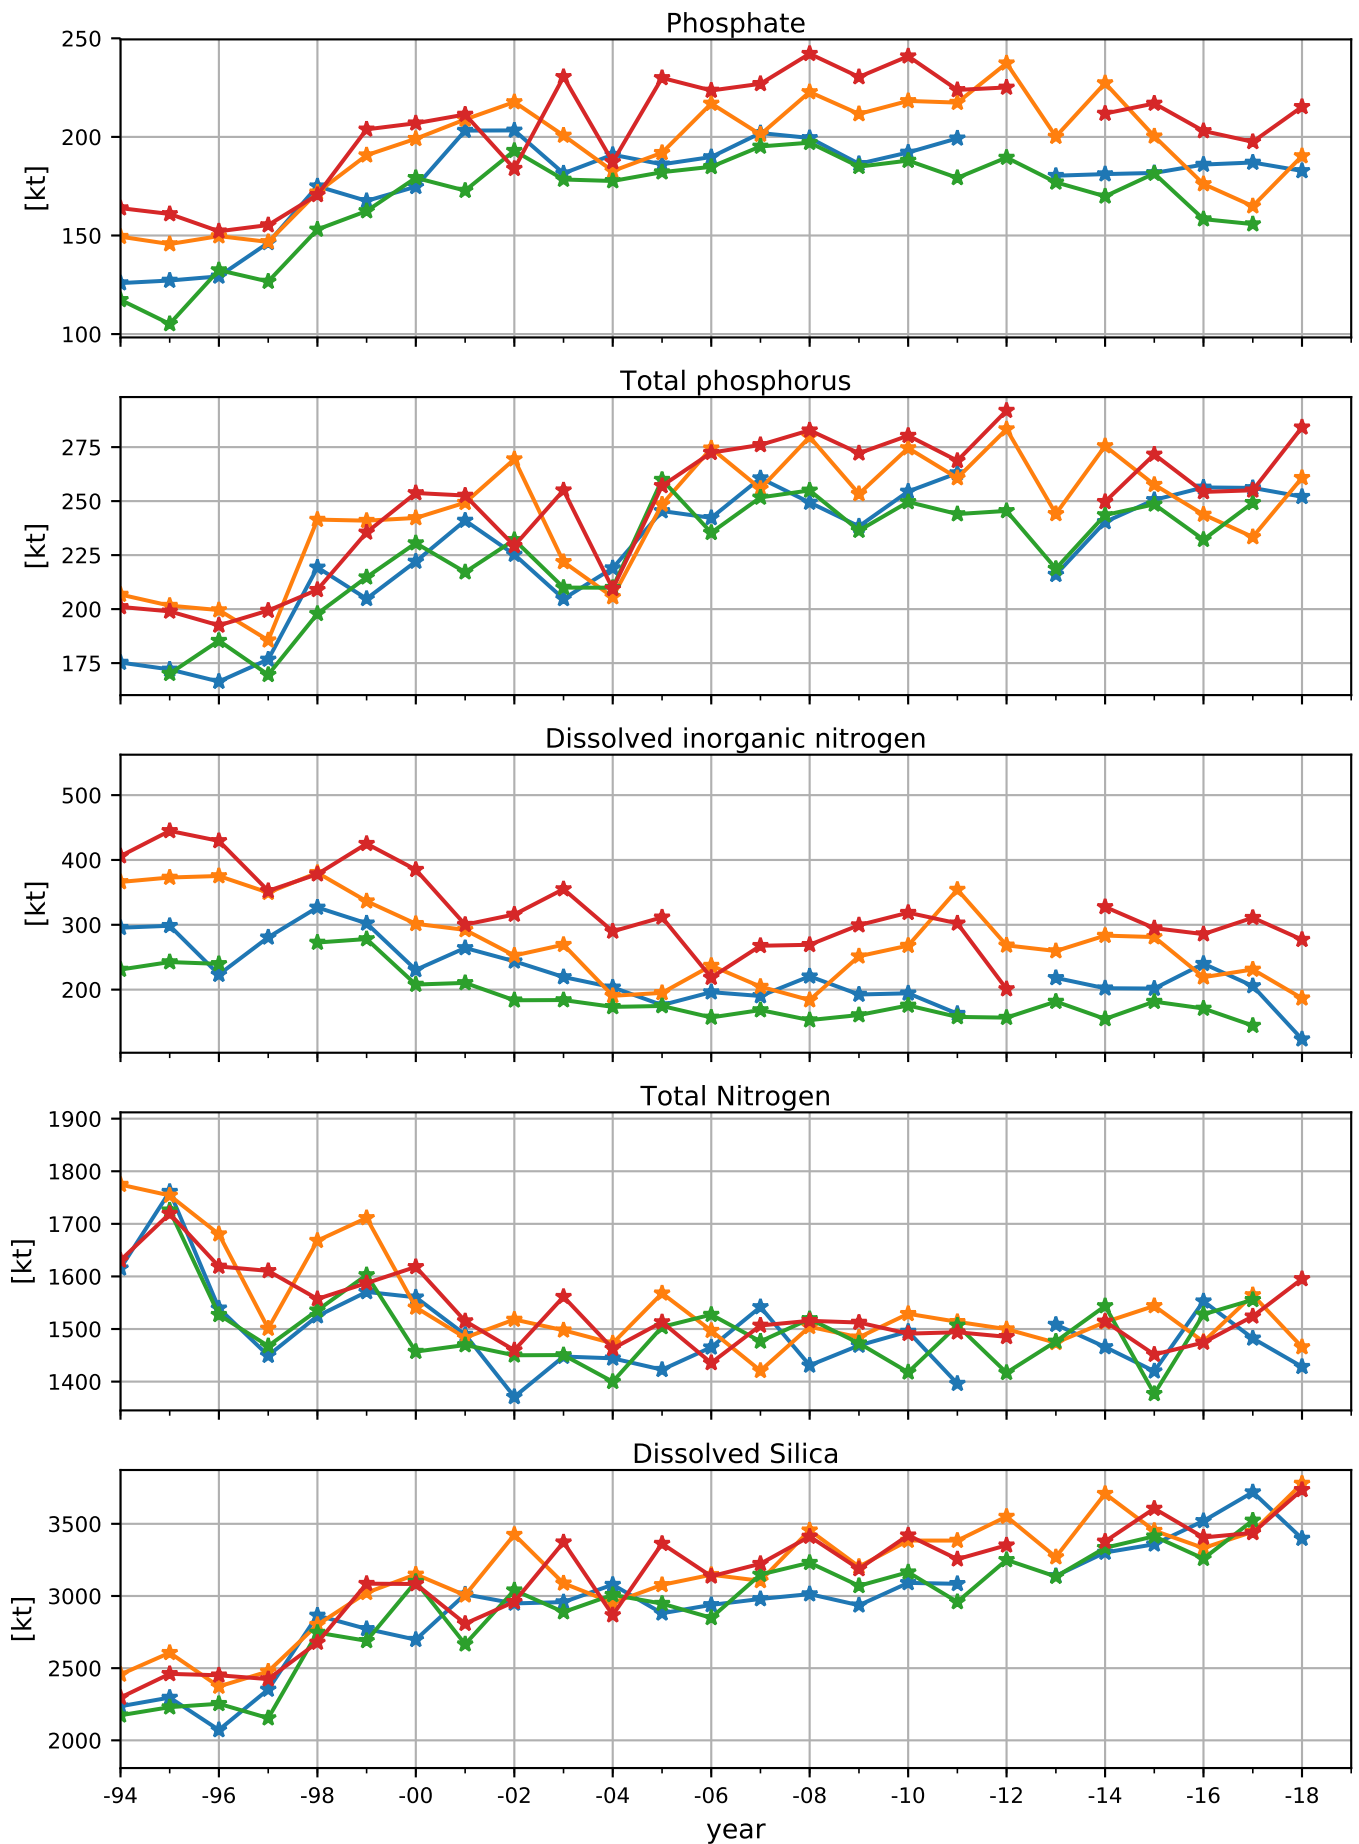 Phosphate
250
200
150
100
[kt]
Total phosphorus
275
250
225
200
175
[kt]
Dissolved inorganic nitrogen
500
400
300
200
[kt]
Total Nitrogen
1900
1800
1700
1600
1500
1400
[kt]
Dissolved Silica
3500
3000
2500
2000
[kt]
-94 -96 -98 -00 -02 -04 -06 -08 -10 -12 -14 -16 -18
year